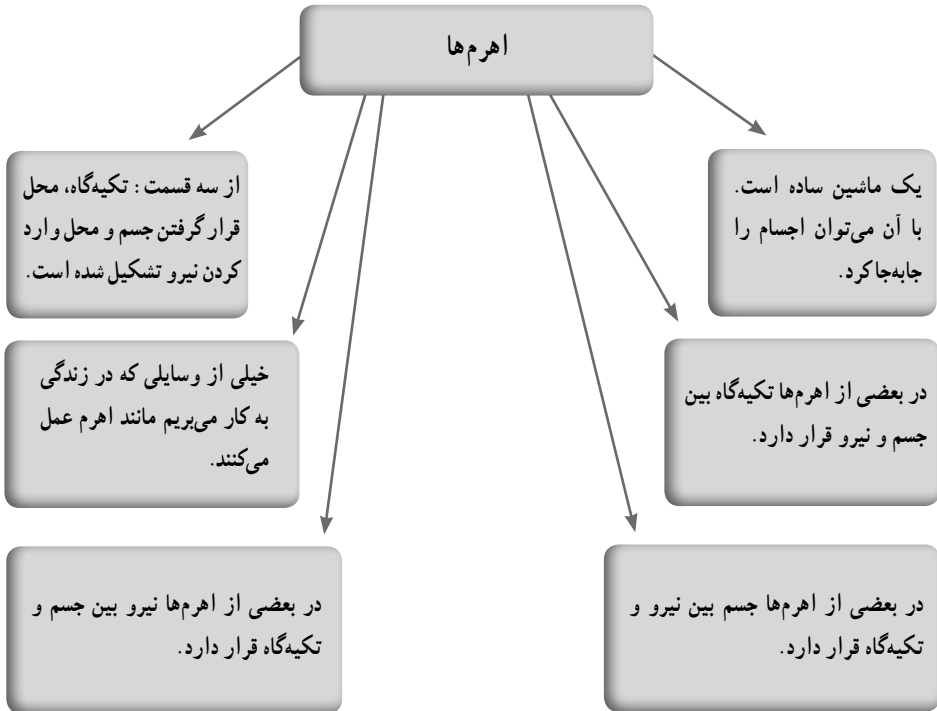 اهرم‌ها
یک ماشین ساده است.
با آن می‌توان اجسام را
جابه‌جا کرد.
از سه قسمت : تکیه‌گاه، محل
قرار گرفتن جسم و محل وارد
کردن نیرو تشکیل شده است.
در بعضی از اهرم‌ها تکیه‌گاه بین
جسم و نیرو قرار دارد.
خیلی از وسایلی که در زندگی
به کار می‌بریم مانند اهرم عمل
می‌کنند.
در بعضی از اهرم‌ها جسم بین نیرو و
تکیه‌گاه قرار دارد.
در بعضی از اهرم‌ها نیرو بین جسم و
تکیه‌گاه قرار دارد.